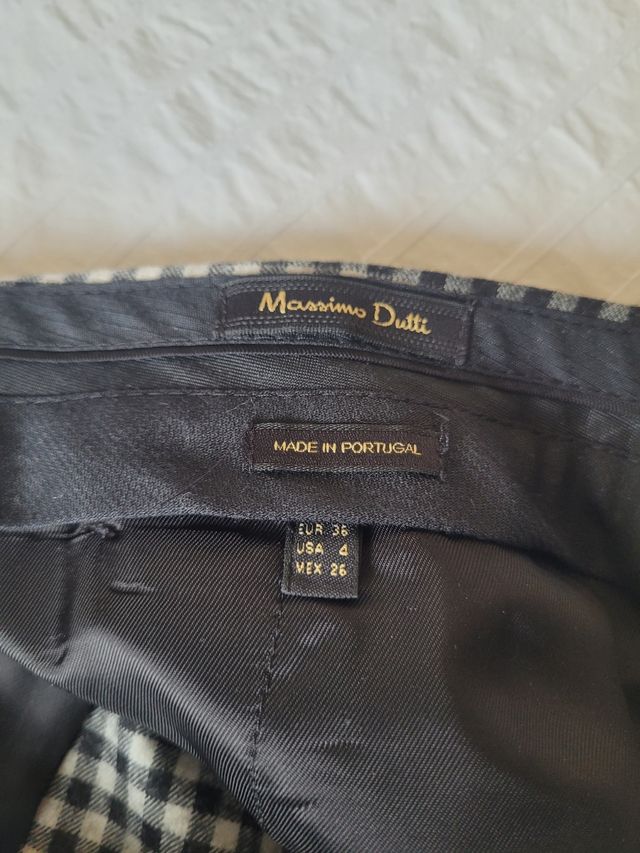 Massimo Dutti
MADE IN PORTUGAL
EUR 36
USA 4
MEX 26